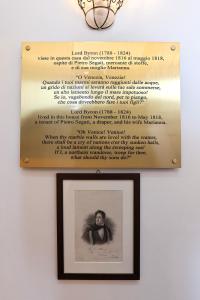 Lord Byron (1788 - 1824)
visse in questa casa dal novembre 1816 al maggio 1818,
ospite di Pietro Segati, mercante di stoffe,
e di sua moglie Marianna.
"O Venezia, Venezia!
Quando i tuoi marmi saranno raggiunti dalle acque,
un grido di nazioni si leverà sulle tue sale sommerse,
un alto lamento lungo il mare impetuoso!
Se io, vagabondo del nord, per te piango,
che cosa dovrebbero fare i tuoi figli?"
Lord Byron (1788 - 1824)
lived in this house from November 1816 to May 1818,
a tenant of Pietro Segati, a draper, and his wife Marianna.
"Oh Venice! Venice!
When thy marble walls are level with the waters,
there shall be a cry of nations o'er thy sunken halls,
a loud lament along the sweeping sea!
If I, a northern wanderer, weep for thee,
what should thy sons do?"